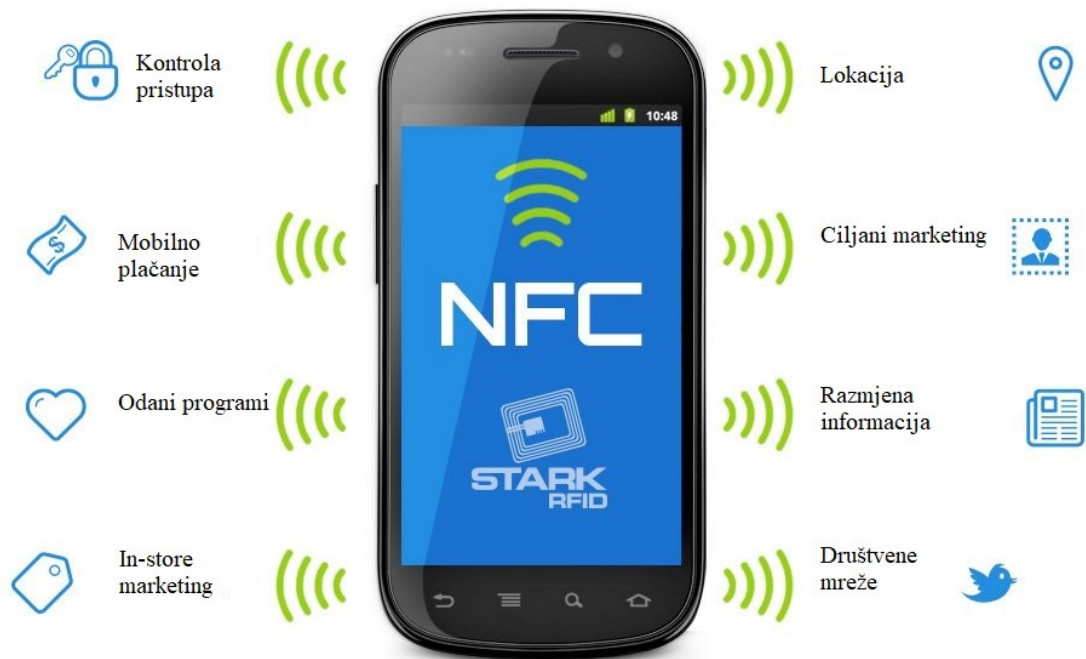 Kontrola
pristupa
Mobilno
plačanje
Odani programi
In-store
marketing
10:48
NFC
STARK
RFID
Lokacija
Ciljani marketing
Razmjena
informacija
Društvene
mreže